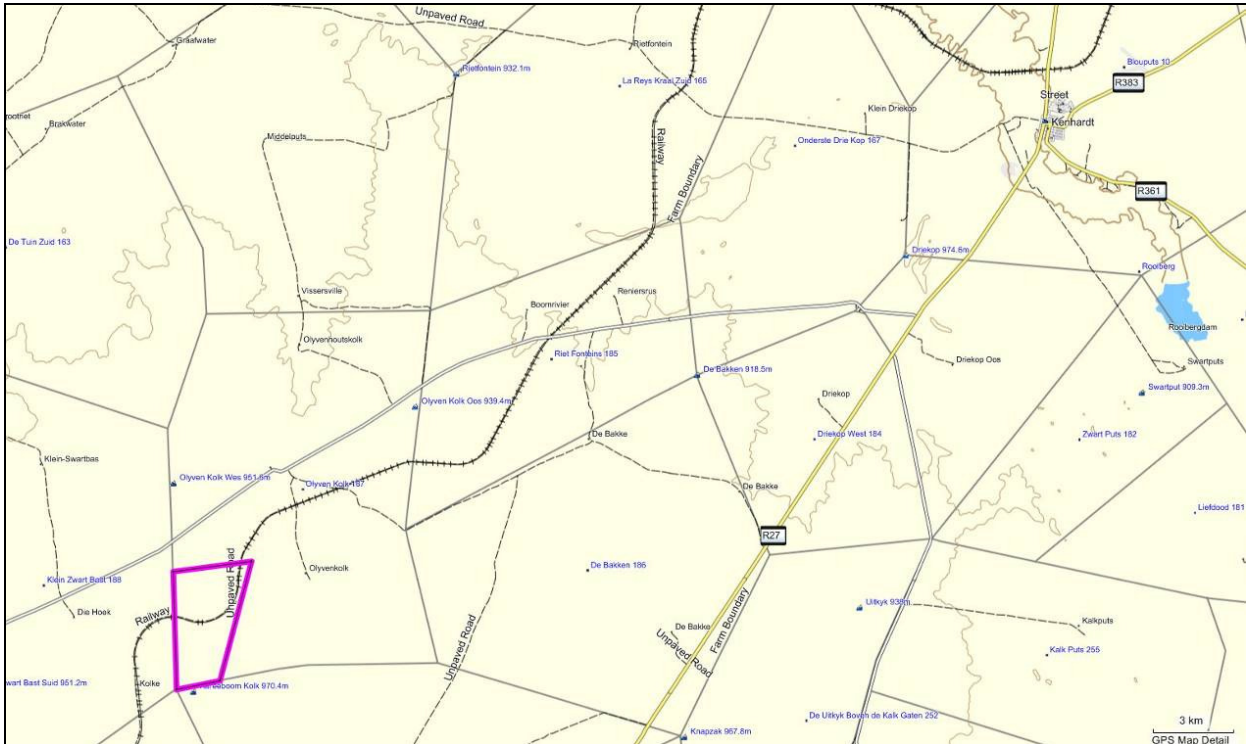 Unpaved Road
Graafwater
Rietfontein
Blouputs 10
Rietfontein 932.1m
La Reys Kraal Zuid 165
R383
Street
Klein Driekop
Kenhardt
Brakwater
Middelputs
Railway
Onderste Drie Kop 167
Farm Boundary
R361
De Tuin Zuid 163
Driekop 974.6m
Rooiberg
Vissersville
Boomrivier
Reniersrus
Rooibergdam
Olyvenhoutskolk
Riet Fonteins 185
Driekop Oos
Swartputs
De Bakken 918.5m
Swartput 909.3m
Olyven Kolk Oos 939.4m
Driekop
De Bakke
Driekop West 184
Zwart Puts 182
Klein-Swartbas
Olyven Kolk Wes 951.6m
Olyven Kolk 187
De Bakke
Liefdood 181
R27
Unpaved Road
Olyvenkolk
De Bakken 186
Klein Zwart Bast 188
Die Hoek
Railway
Uitkyk 938m
Farm Boundary
De Bakke
Kalkputs
Unpaved Road
Unpaved Road
Kalk Puts 255
wart Bast Suid 951.2m
Kolke
boom Kolk 970.4m
De Uitkyk Bowth de Kalk Gaten 252
3 km
Knapzak 967.8m
GPS Map Detail